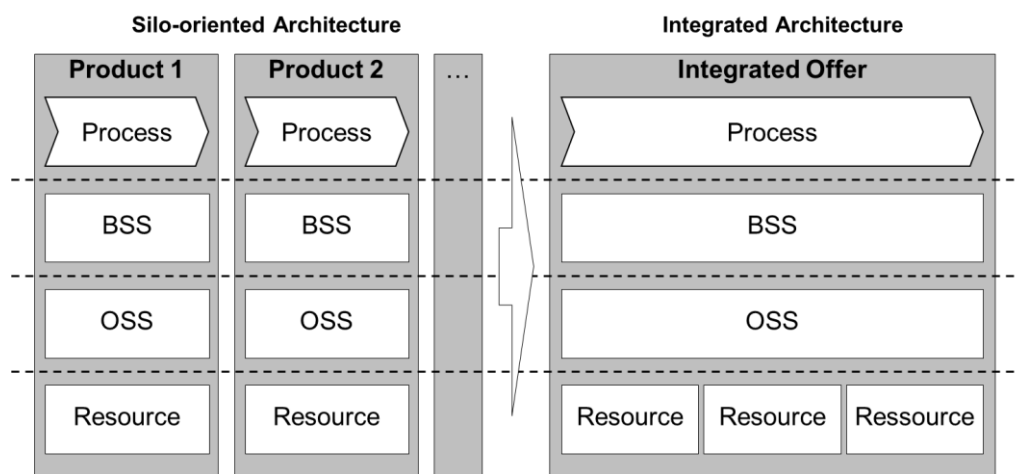 Silo-oriented Architecture
Integrated Architecture
Product 1
Product 2
...
Integrated Offer
Process
Process
Process
BSS
BSS
BSS
OSS
OSS
OSS
Resource
Resource
Resource
Resource
Ressource